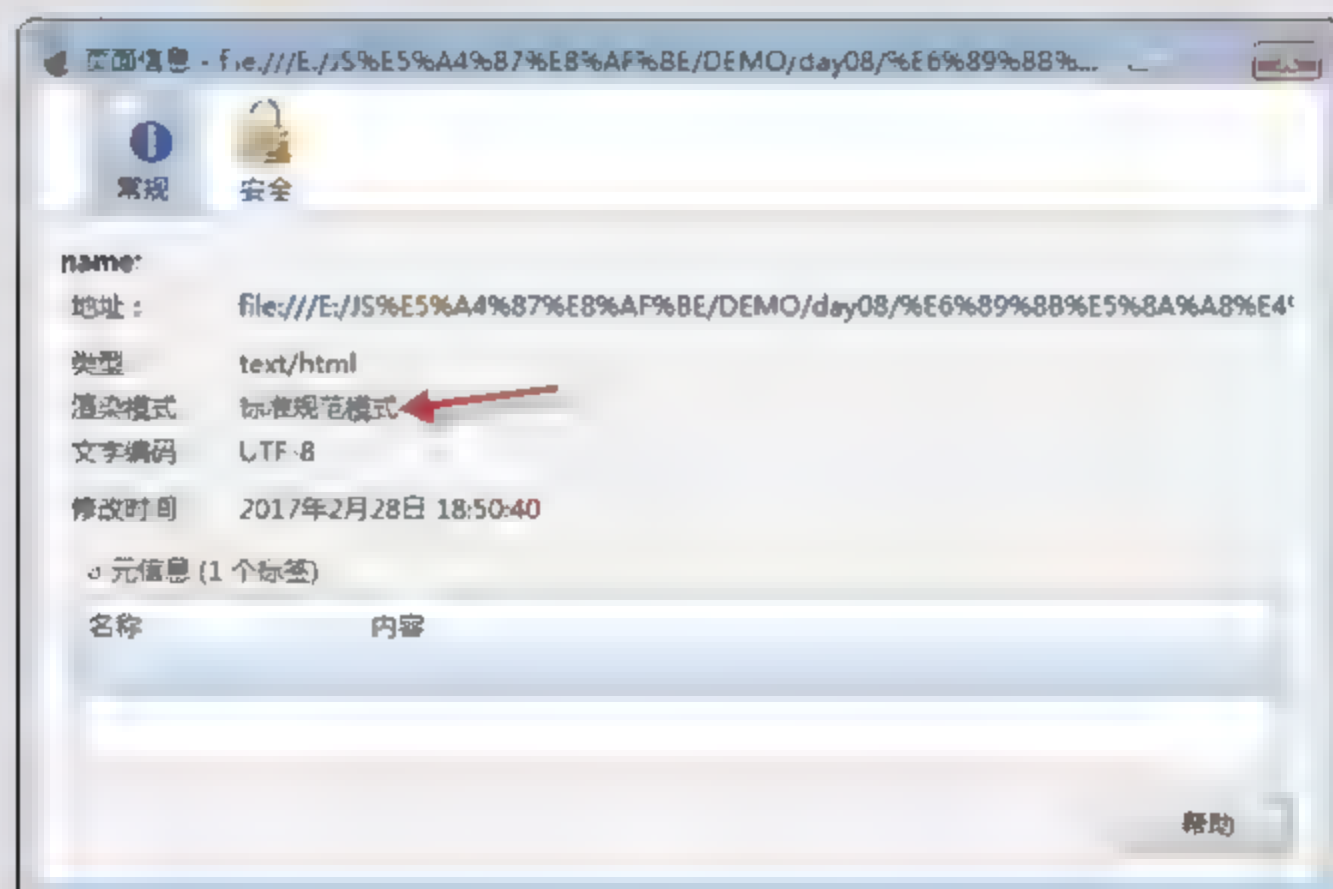 页面信息 - file:///E:/JS%E5%A4%87%E8%AF%BE/DEMO/day08/%E6%89%8B%...
常规 安全
name:
地址： file:///E:/JS%E5%A4%87%E8%AF%BE/DEMO/day08/%E6%89%8B%E5%8A%A8%E4%
类型 text/html
渲染模式 标准规范模式
文字编码 UTF-8
修改时间 2017年2月28日 18:50:40
元信息 (1 个标签)
名称 内容
帮助